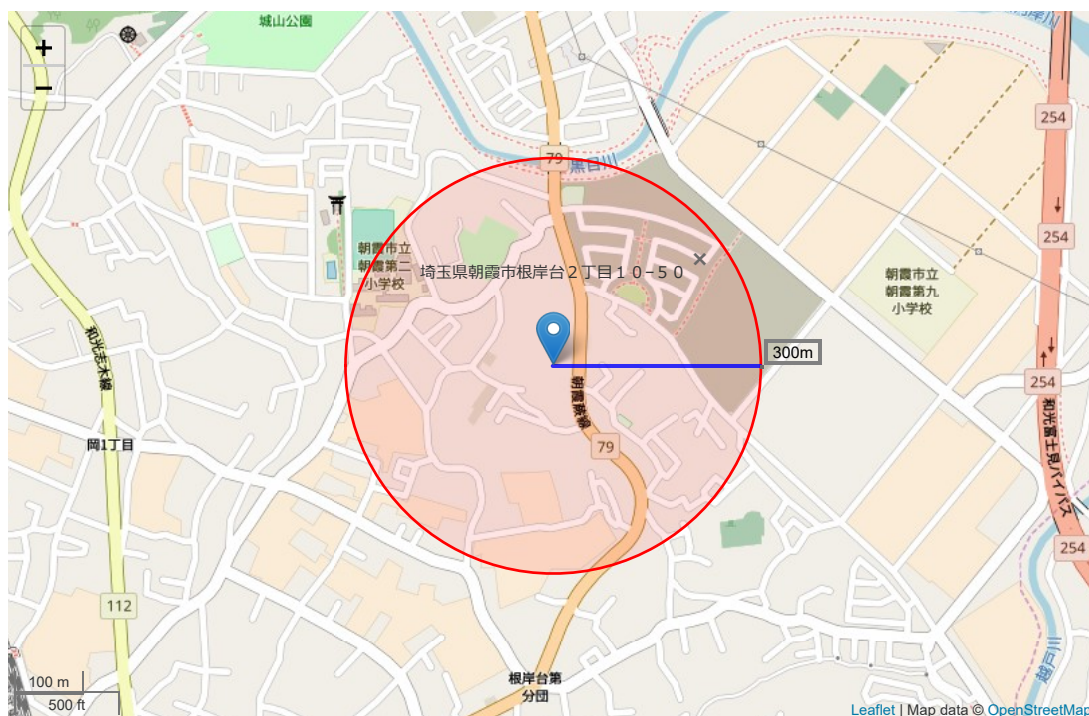 城山公園
+
−
254
79
黒目川
254
朝霞市立
朝霞第二
小学校
埼玉県朝霞市根岸台２丁目１０−５０
朝霞市立
朝霞第九
小学校
和光志木線
300m
254
朝霞蕨線
79
岡1丁目
和光富士見バイパス
254
112
越戸川
根岸台第
分団
100 m
500 ft
Leaflet | Map data © OpenStreetMap